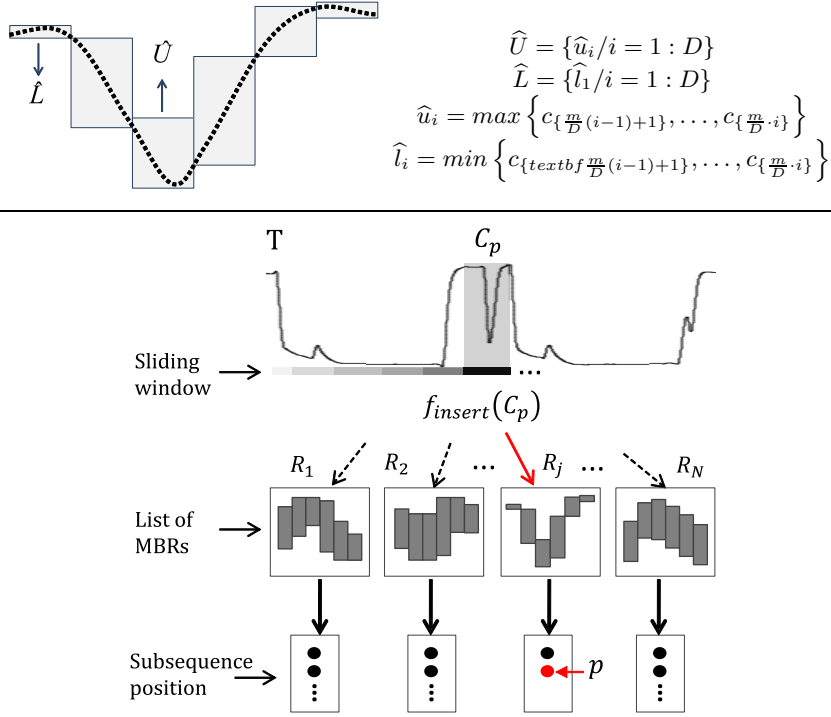 L̂
Û
Û = {û_i/i = 1 : D}
L̂ = {l̂_1/i = 1 : D}
û_i = max {c_{{m/D (i−1)+1}}, . . . , c_{{m/D ·i}}}
l̂_i = min {c_{{textbf m/D (i−1)+1}}, . . . , c_{{m/D ·i}}}
T
C_p
Sliding
window
...
f_insert(C_p)
R_1
R_2
...
R_j
...
R_N
List of
MBRs
Subsequence
position
p